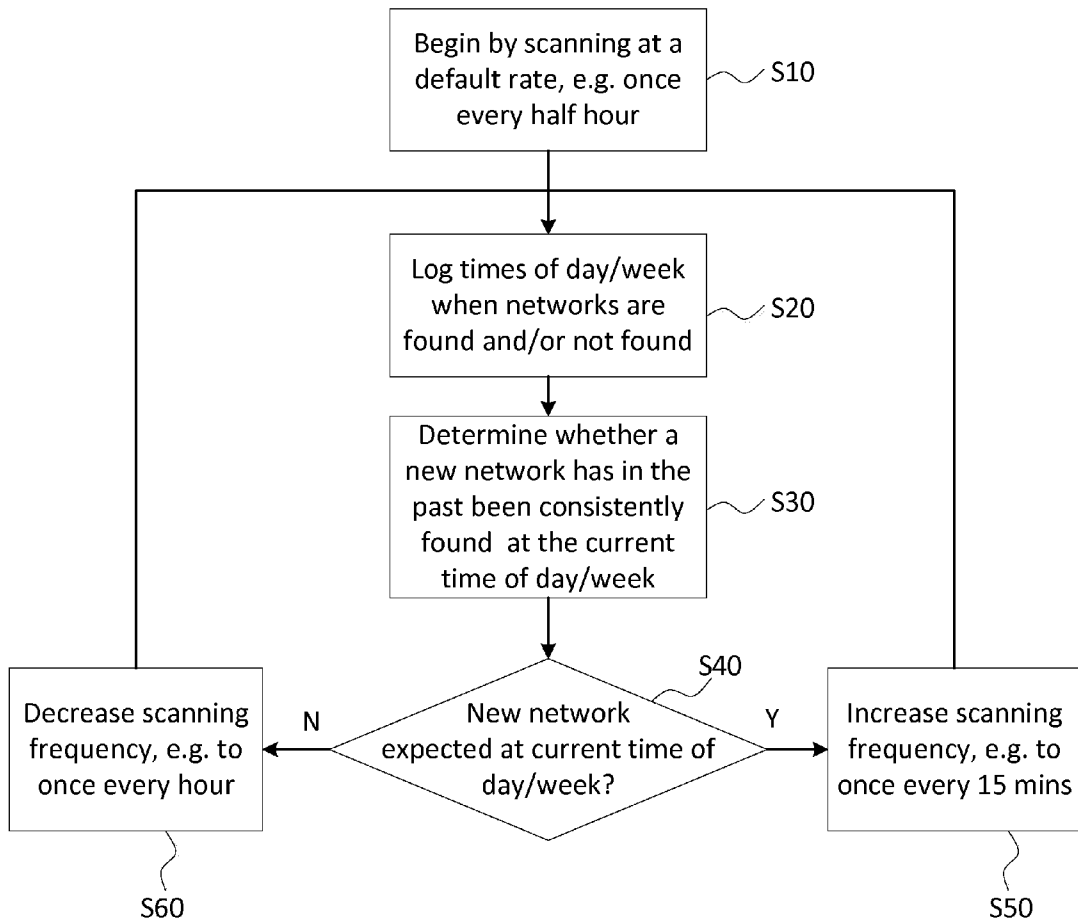 Begin by scanning at a
default rate, e.g. once
every half hour
S10
Log times of day/week
when networks are
found and/or not found
S20
Determine whether a
new network has in the
past been consistently
found at the current
time of day/week
S30
S40
New network
expected at current time of
day/week?
N
Y
Decrease scanning
frequency, e.g. to
once every hour
S60
Increase scanning
frequency, e.g. to
once every 15 mins
S50